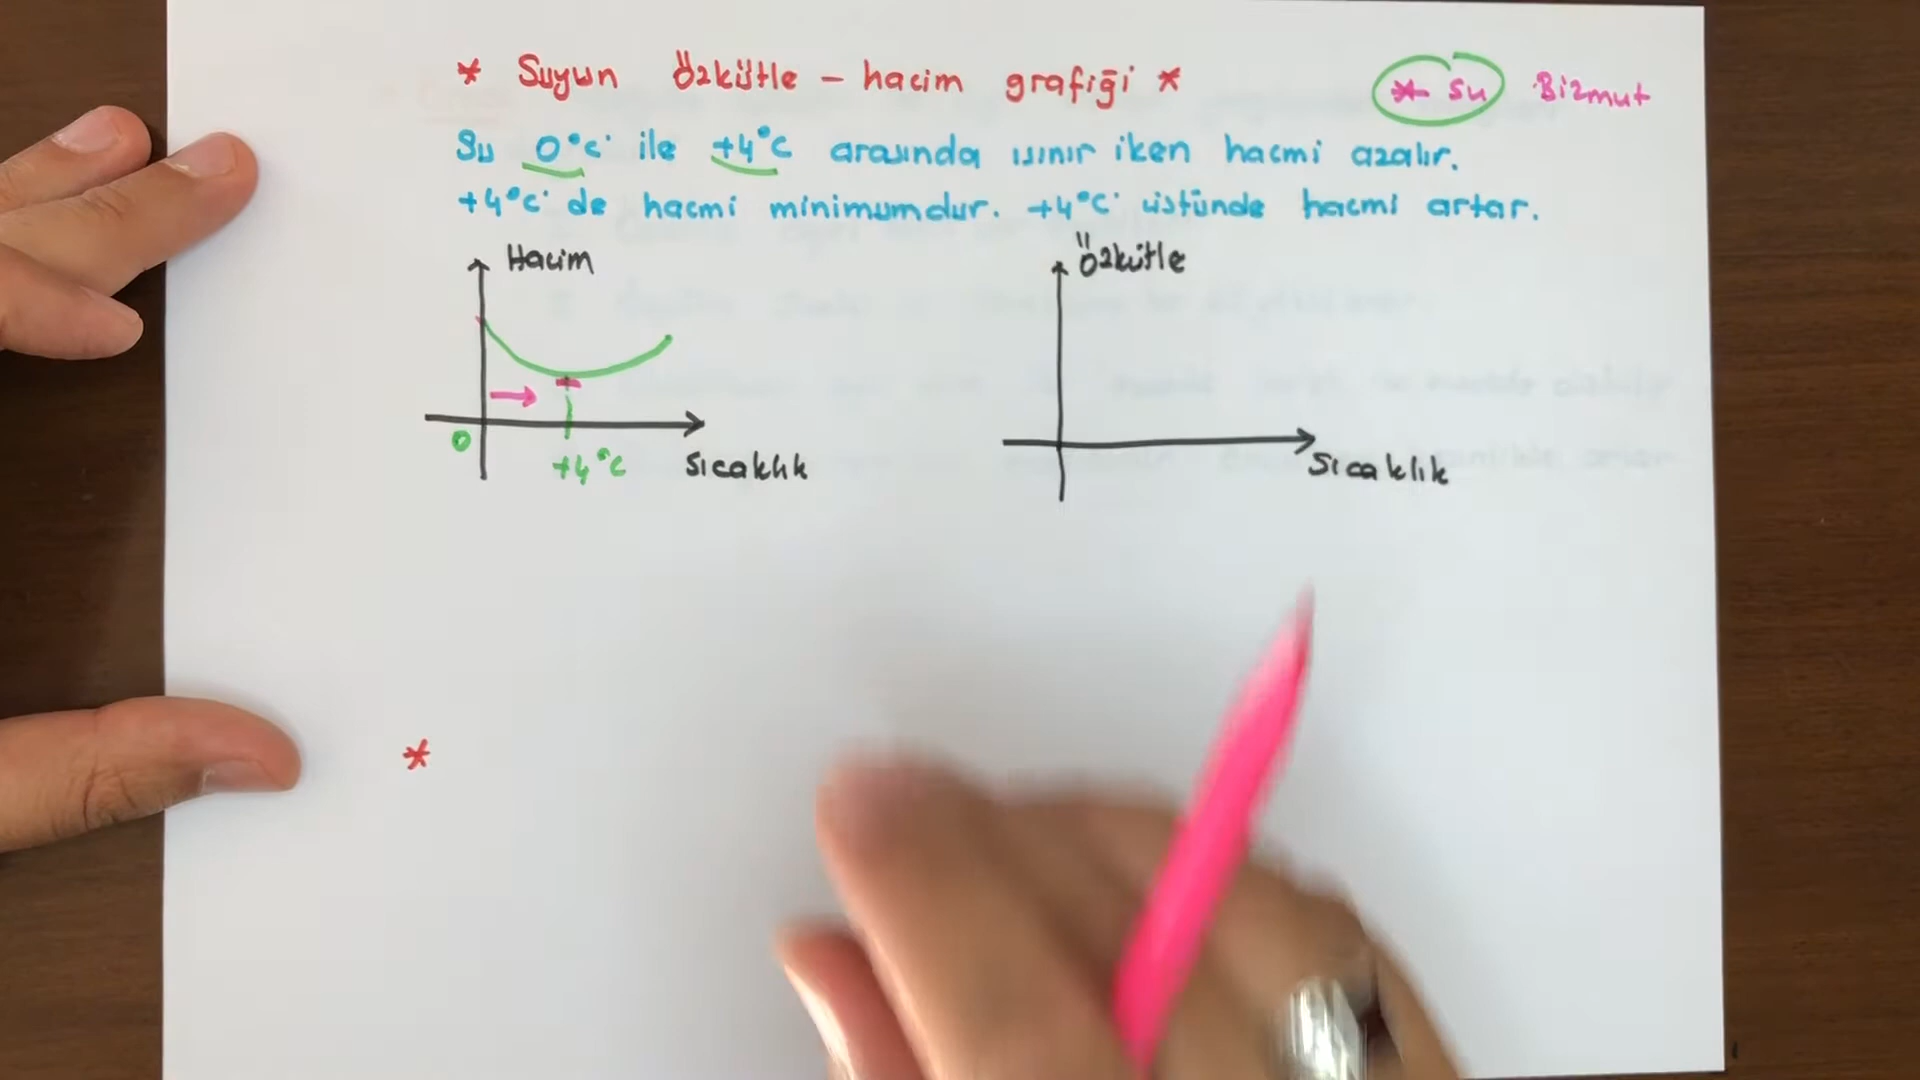 * Suyun Özkütle - hacim grafiği *
* Su Bizmut
Su 0°C ile +4°C arasında ısınır iken hacmi azalır.
+4°C de hacmi minimumdur. +4°C üstünde hacmi artar.
Hacim
0
+4°C
Sıcaklık
Özkütle
Sıcaklık
*